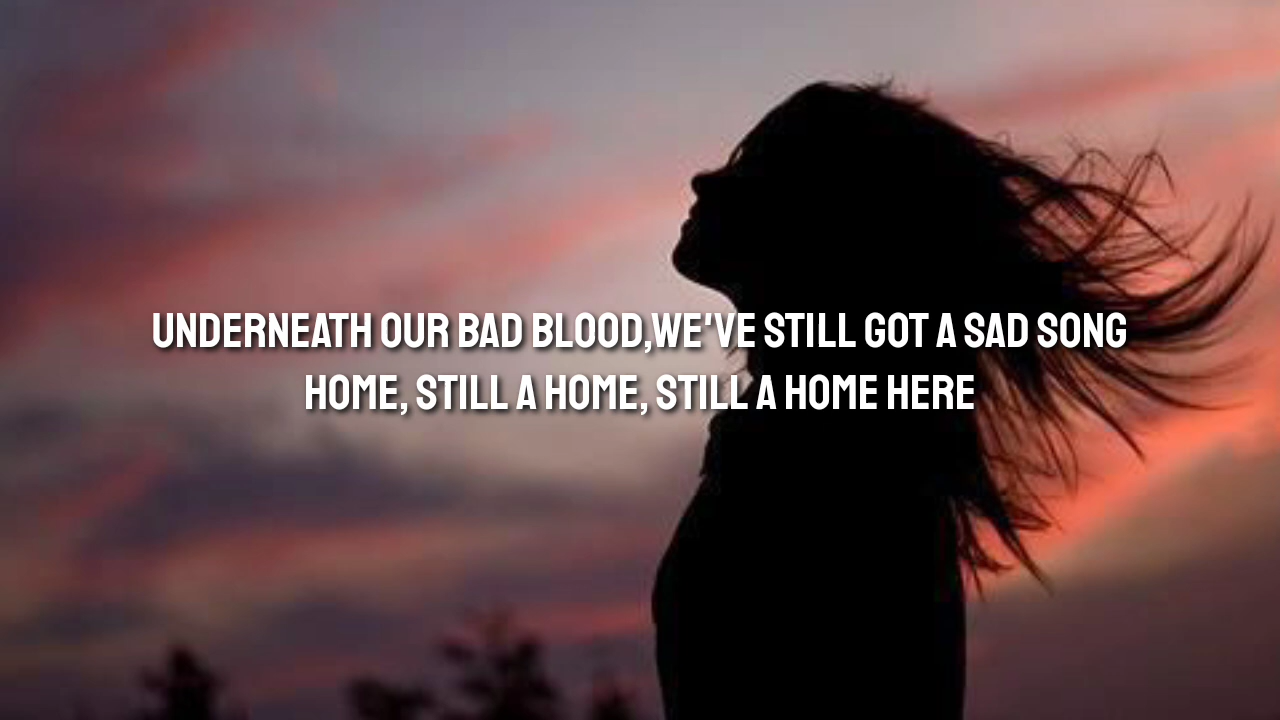 UNDERNEATH OUR BAD BLOOD,WE'VE STILL GOT A SAD SONG
HOME, STILL A HOME, STILL A HOME HERE